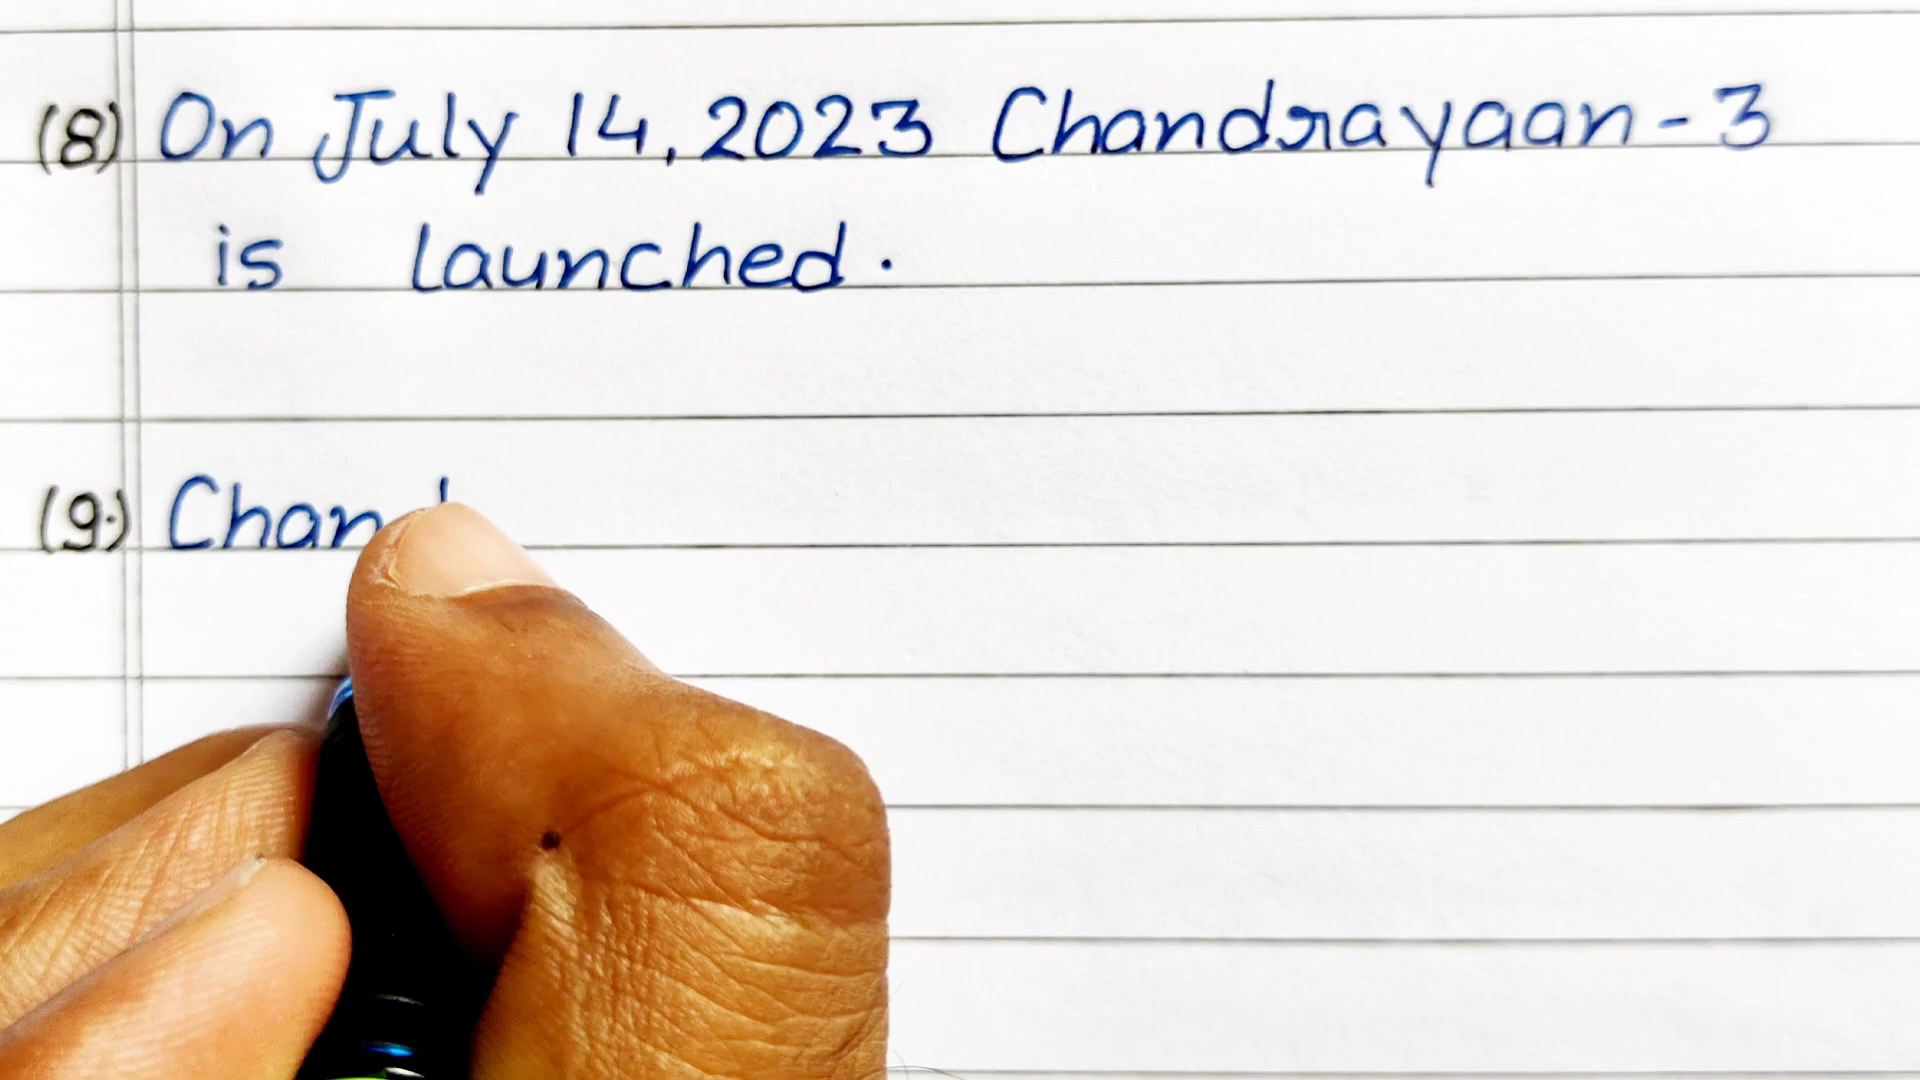 (8) On July 14, 2023 Chandrayaan-3
is launched.
(9.) Chan